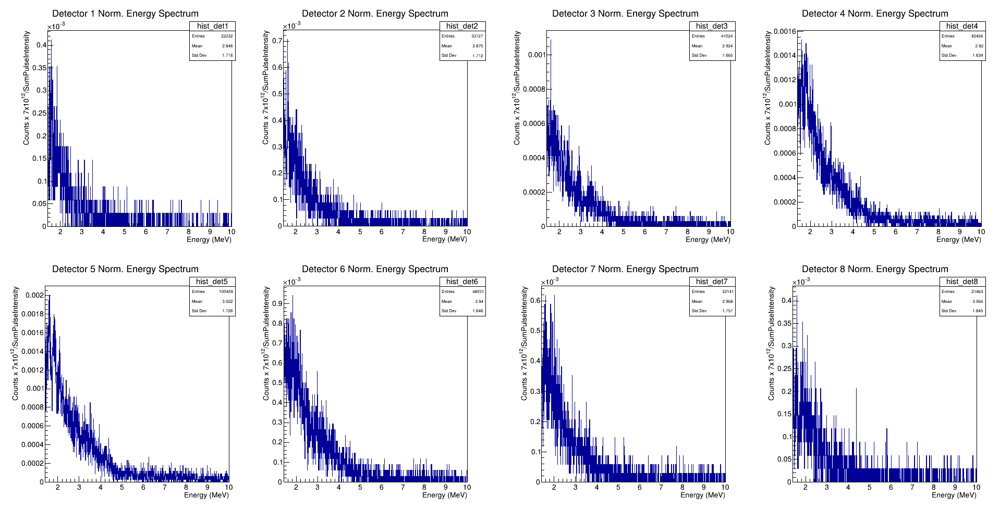 Detector 1 Norm. Energy Spectrum
×10⁻³
hist_det1
Entries 22232
Mean 2.846
Std Dev 1.716
Counts x 7x10¹²/SumPulseIntensity
0.4
0.35
0.3
0.25
0.2
0.15
0.1
0.05
0
2 3 4 5 6 7 8 9 10
Energy (MeV)
Detector 2 Norm. Energy Spectrum
×10⁻³
hist_det2
Entries 33727
Mean 2.875
Std Dev 1.712
Counts x 7x10¹²/SumPulseIntensity
0.7
0.6
0.5
0.4
0.3
0.2
0.1
0
2 3 4 5 6 7 8 9 10
Energy (MeV)
Detector 3 Norm. Energy Spectrum
hist_det3
Entries 41024
Mean 2.924
Std Dev 1.665
Counts x 7x10¹²/SumPulseIntensity
0.001
0.0008
0.0006
0.0004
0.0002
0
2 3 4 5 6 7 8 9 10
Energy (MeV)
Detector 4 Norm. Energy Spectrum
hist_det4
Entries 82426
Mean 2.92
Std Dev 1.639
Counts x 7x10¹²/SumPulseIntensity
0.0016
0.0014
0.0012
0.001
0.0008
0.0006
0.0004
0.0002
0
2 3 4 5 6 7 8 9 10
Energy (MeV)
Detector 5 Norm. Energy Spectrum
hist_det5
Entries 100459
Mean 3.022
Std Dev 1.726
Counts x 7x10¹²/SumPulseIntensity
0.002
0.0018
0.0016
0.0014
0.0012
0.001
0.0008
0.0006
0.0004
0.0002
0
2 3 4 5 6 7 8 9 10
Energy (MeV)
Detector 6 Norm. Energy Spectrum
×10⁻³
hist_det6
Entries 48051
Mean 2.94
Std Dev 1.646
Counts x 7x10¹²/SumPulseIntensity
0.9
0.8
0.7
0.6
0.5
0.4
0.3
0.2
0.1
0
2 3 4 5 6 7 8 9 10
Energy (MeV)
Detector 7 Norm. Energy Spectrum
×10⁻³
hist_det7
Entries 32141
Mean 2.968
Std Dev 1.757
Counts x 7x10¹²/SumPulseIntensity
0.6
0.5
0.4
0.3
0.2
0.1
0
2 3 4 5 6 7 8 9 10
Energy (MeV)
Detector 8 Norm. Energy Spectrum
×10⁻³
hist_det8
Entries 21463
Mean 3.064
Std Dev 1.845
Counts x 7x10¹²/SumPulseIntensity
0.4
0.35
0.3
0.25
0.2
0.15
0.1
0.05
0
2 3 4 5 6 7 8 9 10
Energy (MeV)